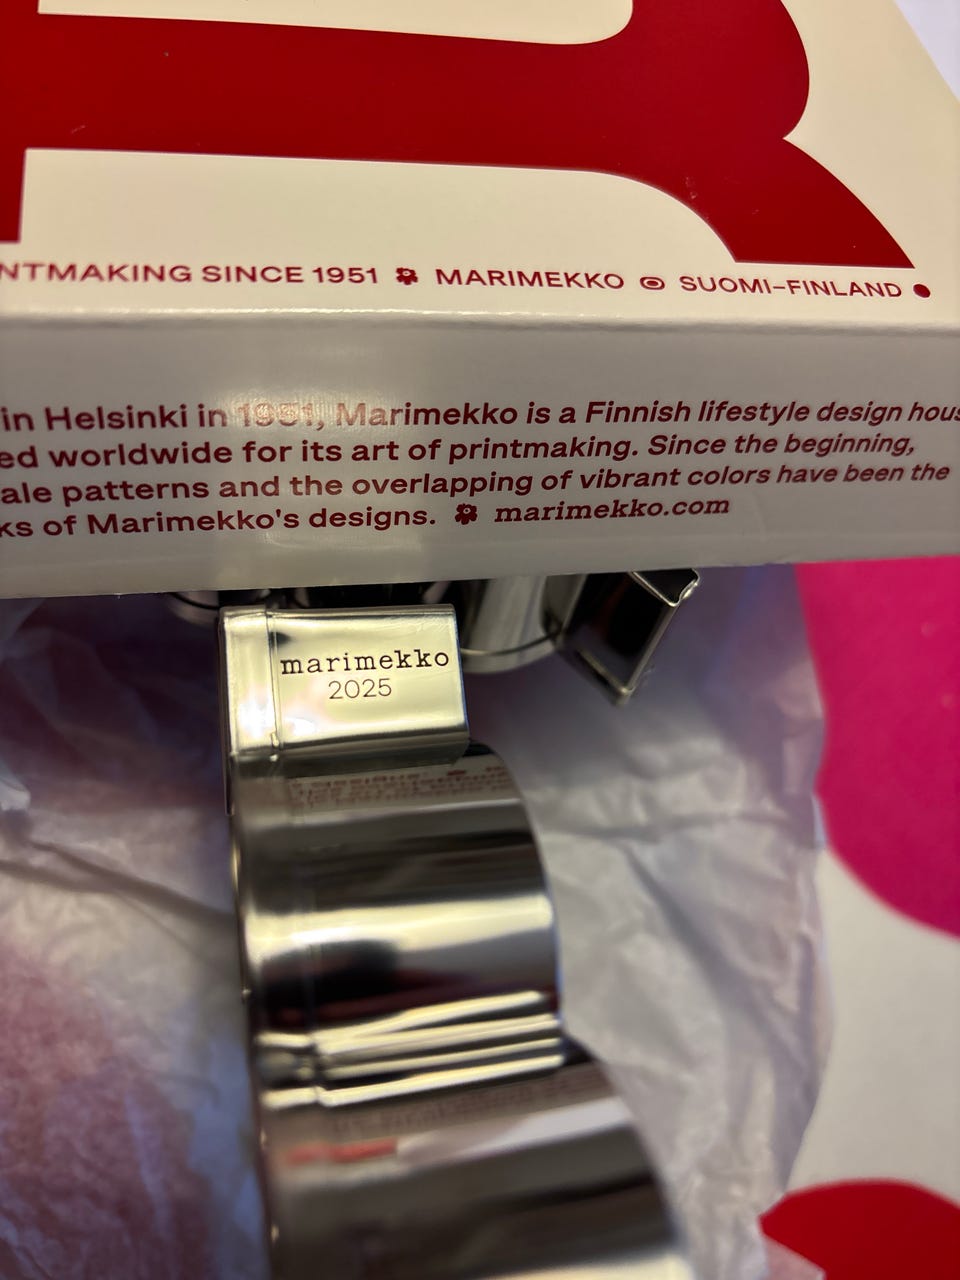 NTMAKING SINCE 1951 MARIMEKKO SUOMI–FINLAND
in Helsinki in 1951, Marimekko is a Finnish lifestyle design hous
ed worldwide for its art of printmaking. Since the beginning,
ale patterns and the overlapping of vibrant colors have been the
ks of Marimekko's designs. marimekko.com
marimekko
2025